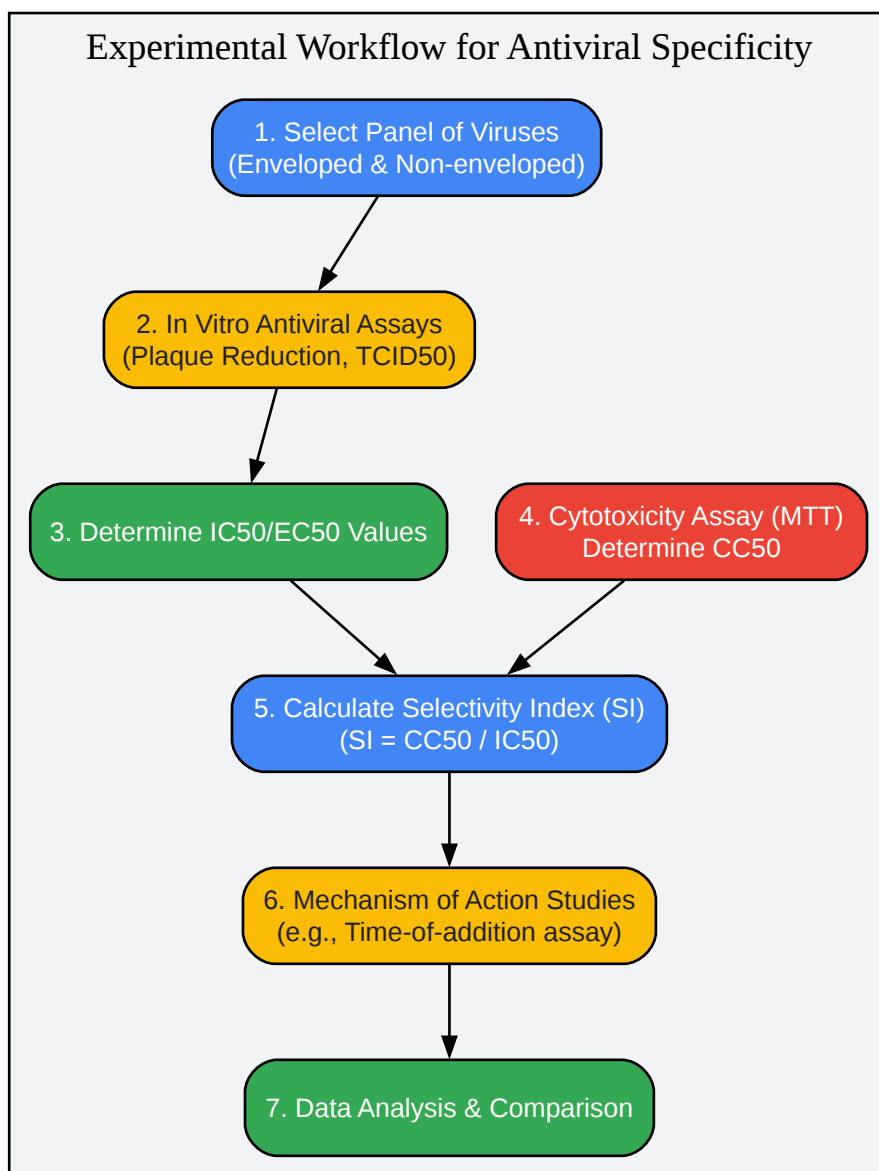 Experimental Workflow for Antiviral Specificity
1. Select Panel of Viruses
(Enveloped & Non-enveloped)
2. In Vitro Antiviral Assays
(Plaque Reduction, TCID50)
3. Determine IC50/EC50 Values
4. Cytotoxicity Assay (MTT)
Determine CC50
5. Calculate Selectivity Index (SI)
(SI = CC50 / IC50)
6. Mechanism of Action Studies
(e.g., Time-of-addition assay)
7. Data Analysis & Comparison